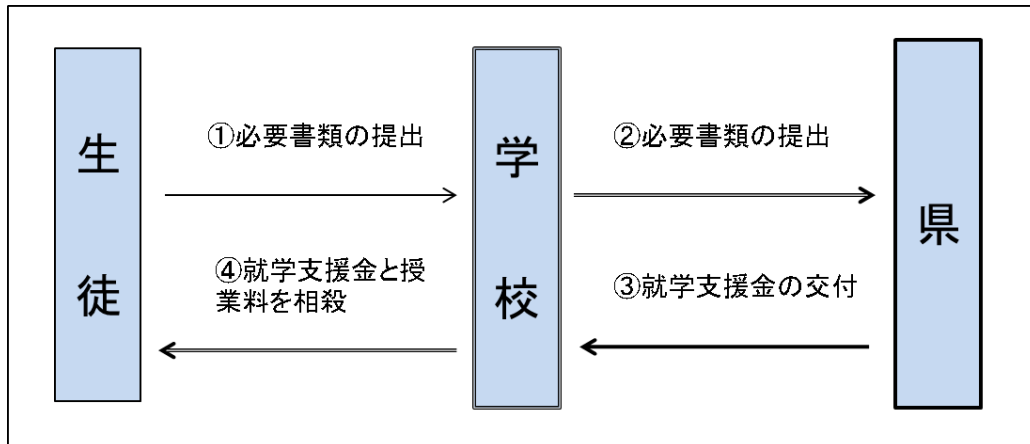 生徒
①必要書類の提出
④就学支援金と授
業料を相殺
学校
②必要書類の提出
③就学支援金の交付
県